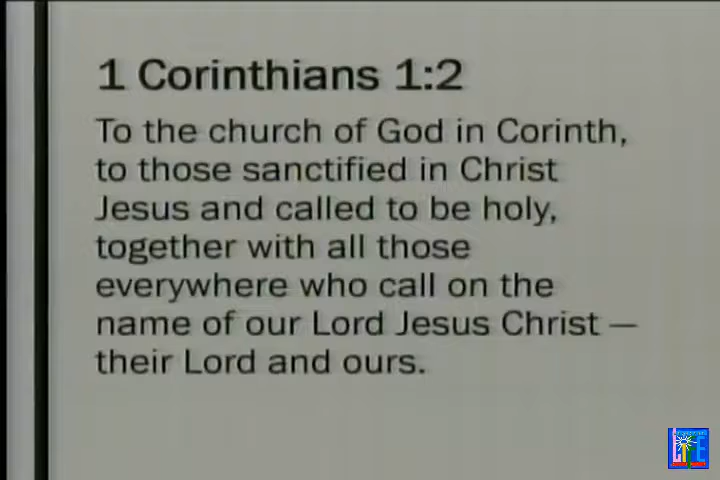 1 Corinthians 1:2
To the church of God in Corinth,
to those sanctified in Christ
Jesus and called to be holy,
together with all those
everywhere who call on the
name of our Lord Jesus Christ —
their Lord and ours.